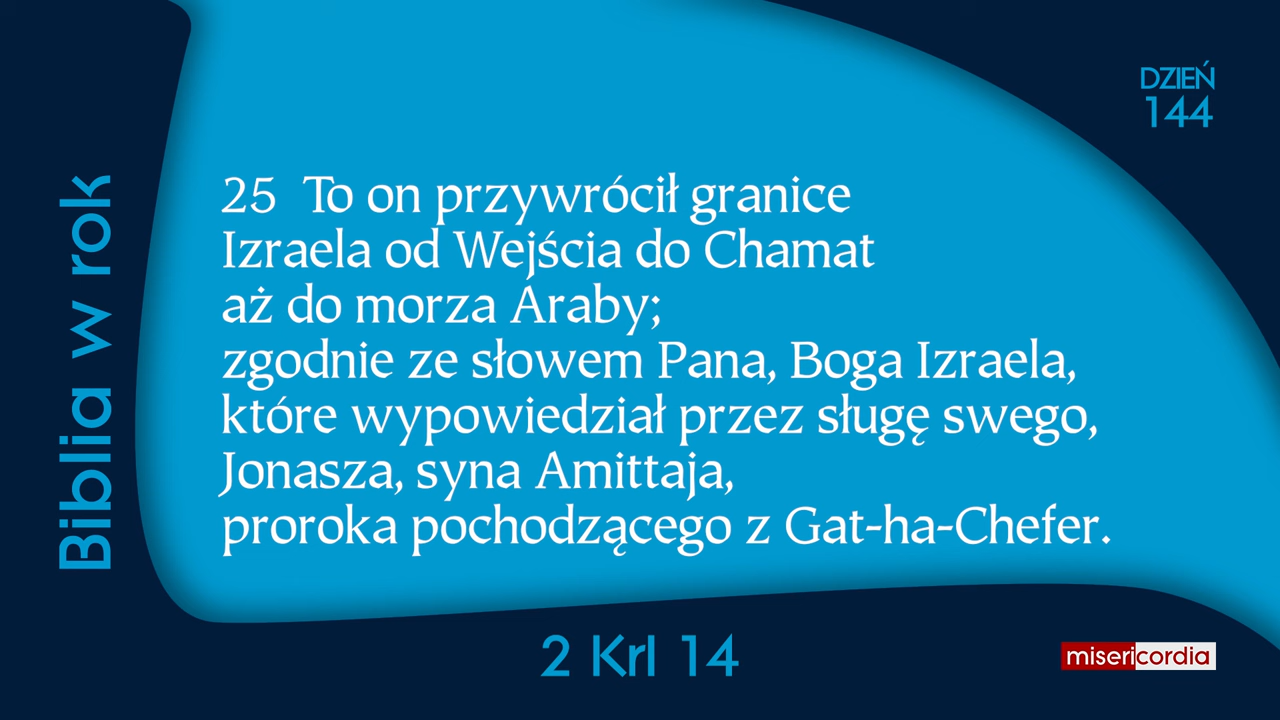 DZIEŃ
144
Biblia w rok
25 To on przywrócił granice
Izraela od Wejścia do Chamat
aż do morza Araby;
zgodnie ze słowem Pana, Boga Izraela,
które wypowiedział przez sługę swego,
Jonasza, syna Amittaja,
proroka pochodzącego z Gat-ha-Chefer.
2 Krl 14
misericordia